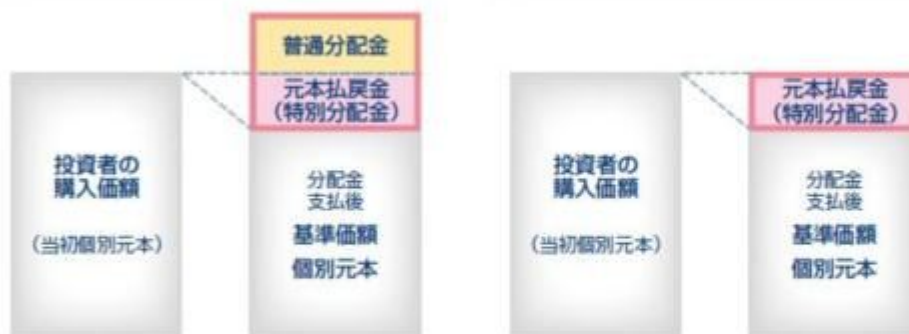 普通分配金
元本払戻金
(特別分配金)
投資者の
購入価額
(当初個別元本)
分配金
支払後
基準価額
個別元本
元本払戻金
(特別分配金)
投資者の
購入価額
(当初個別元本)
分配金
支払後
基準価額
個別元本